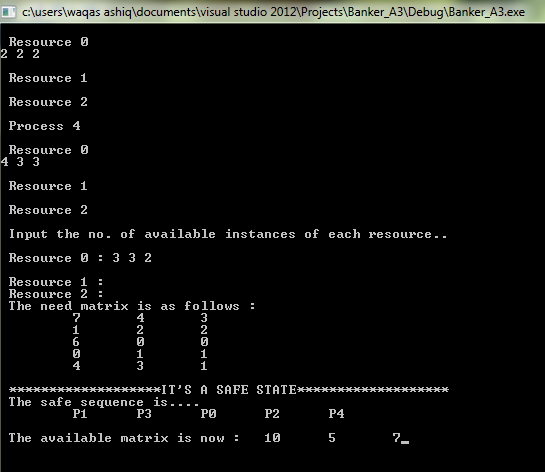 c:\users\waqas ashiq\documents\visual studio 2012\Projects\Banker_A3\Debug\Banker_A3.exe
Resource 0
2 2 2
Resource 1
Resource 2
Process 4
Resource 0
4 3 3
Resource 1
Resource 2
Input the no. of available instances of each resource..
Resource 0 : 3 3 2
Resource 1 :
Resource 2 :
The need matrix is as follows :
7 4 3
1 2 2
6 0 0
0 1 1
4 3 1
*******************IT'S A SAFE STATE*******************
The safe sequence is....
P1 P3 P0 P2 P4
The available matrix is now : 10 5 7_